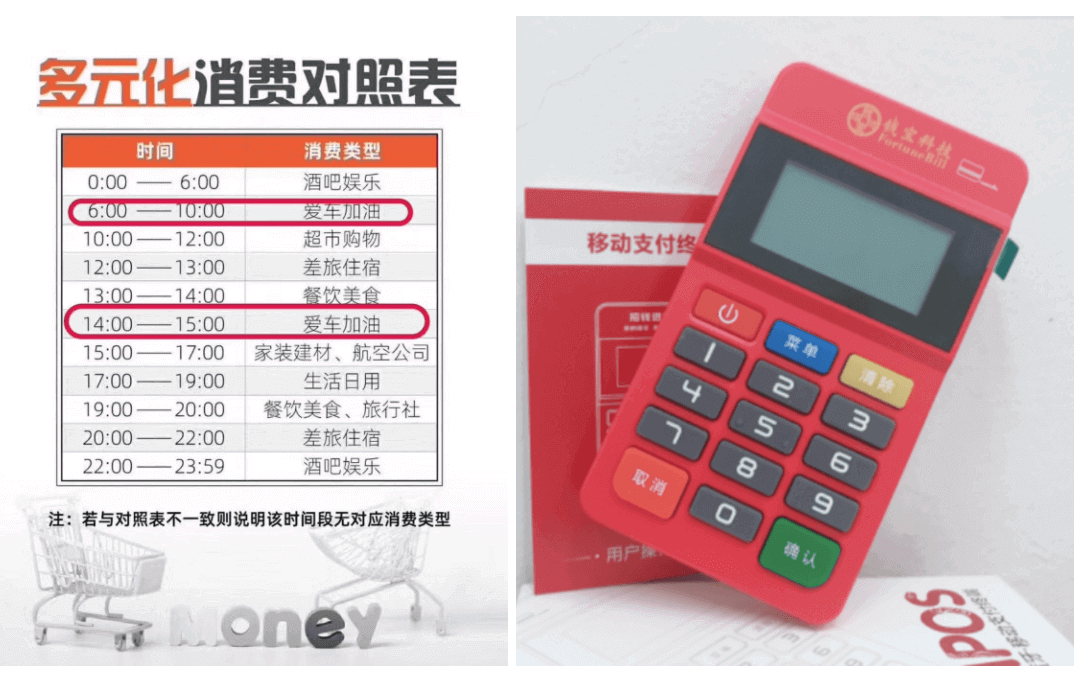 多元化消费对照表
时间 消费类型
0:00 —— 6:00 酒吧娱乐
6:00 ——10:00 爱车加油
10:00——12:00 超市购物
12:00——13:00 差旅住宿
13:00——14:00 餐饮美食
14:00——15:00 爱车加油
15:00——17:00 家装建材、航空公司
17:00——19:00 生活日用
19:00——20:00 餐饮美食、旅行社
20:00——22:00 差旅住宿
22:00——23:59 酒吧娱乐
注：若与对照表不一致则说明该时间段无对应消费类型
money
宝科技
FortuneBill
移动支付终
菜单
清除
1
2
3
4
5
6
7
8
9
取消
0
确认
用户操
POS